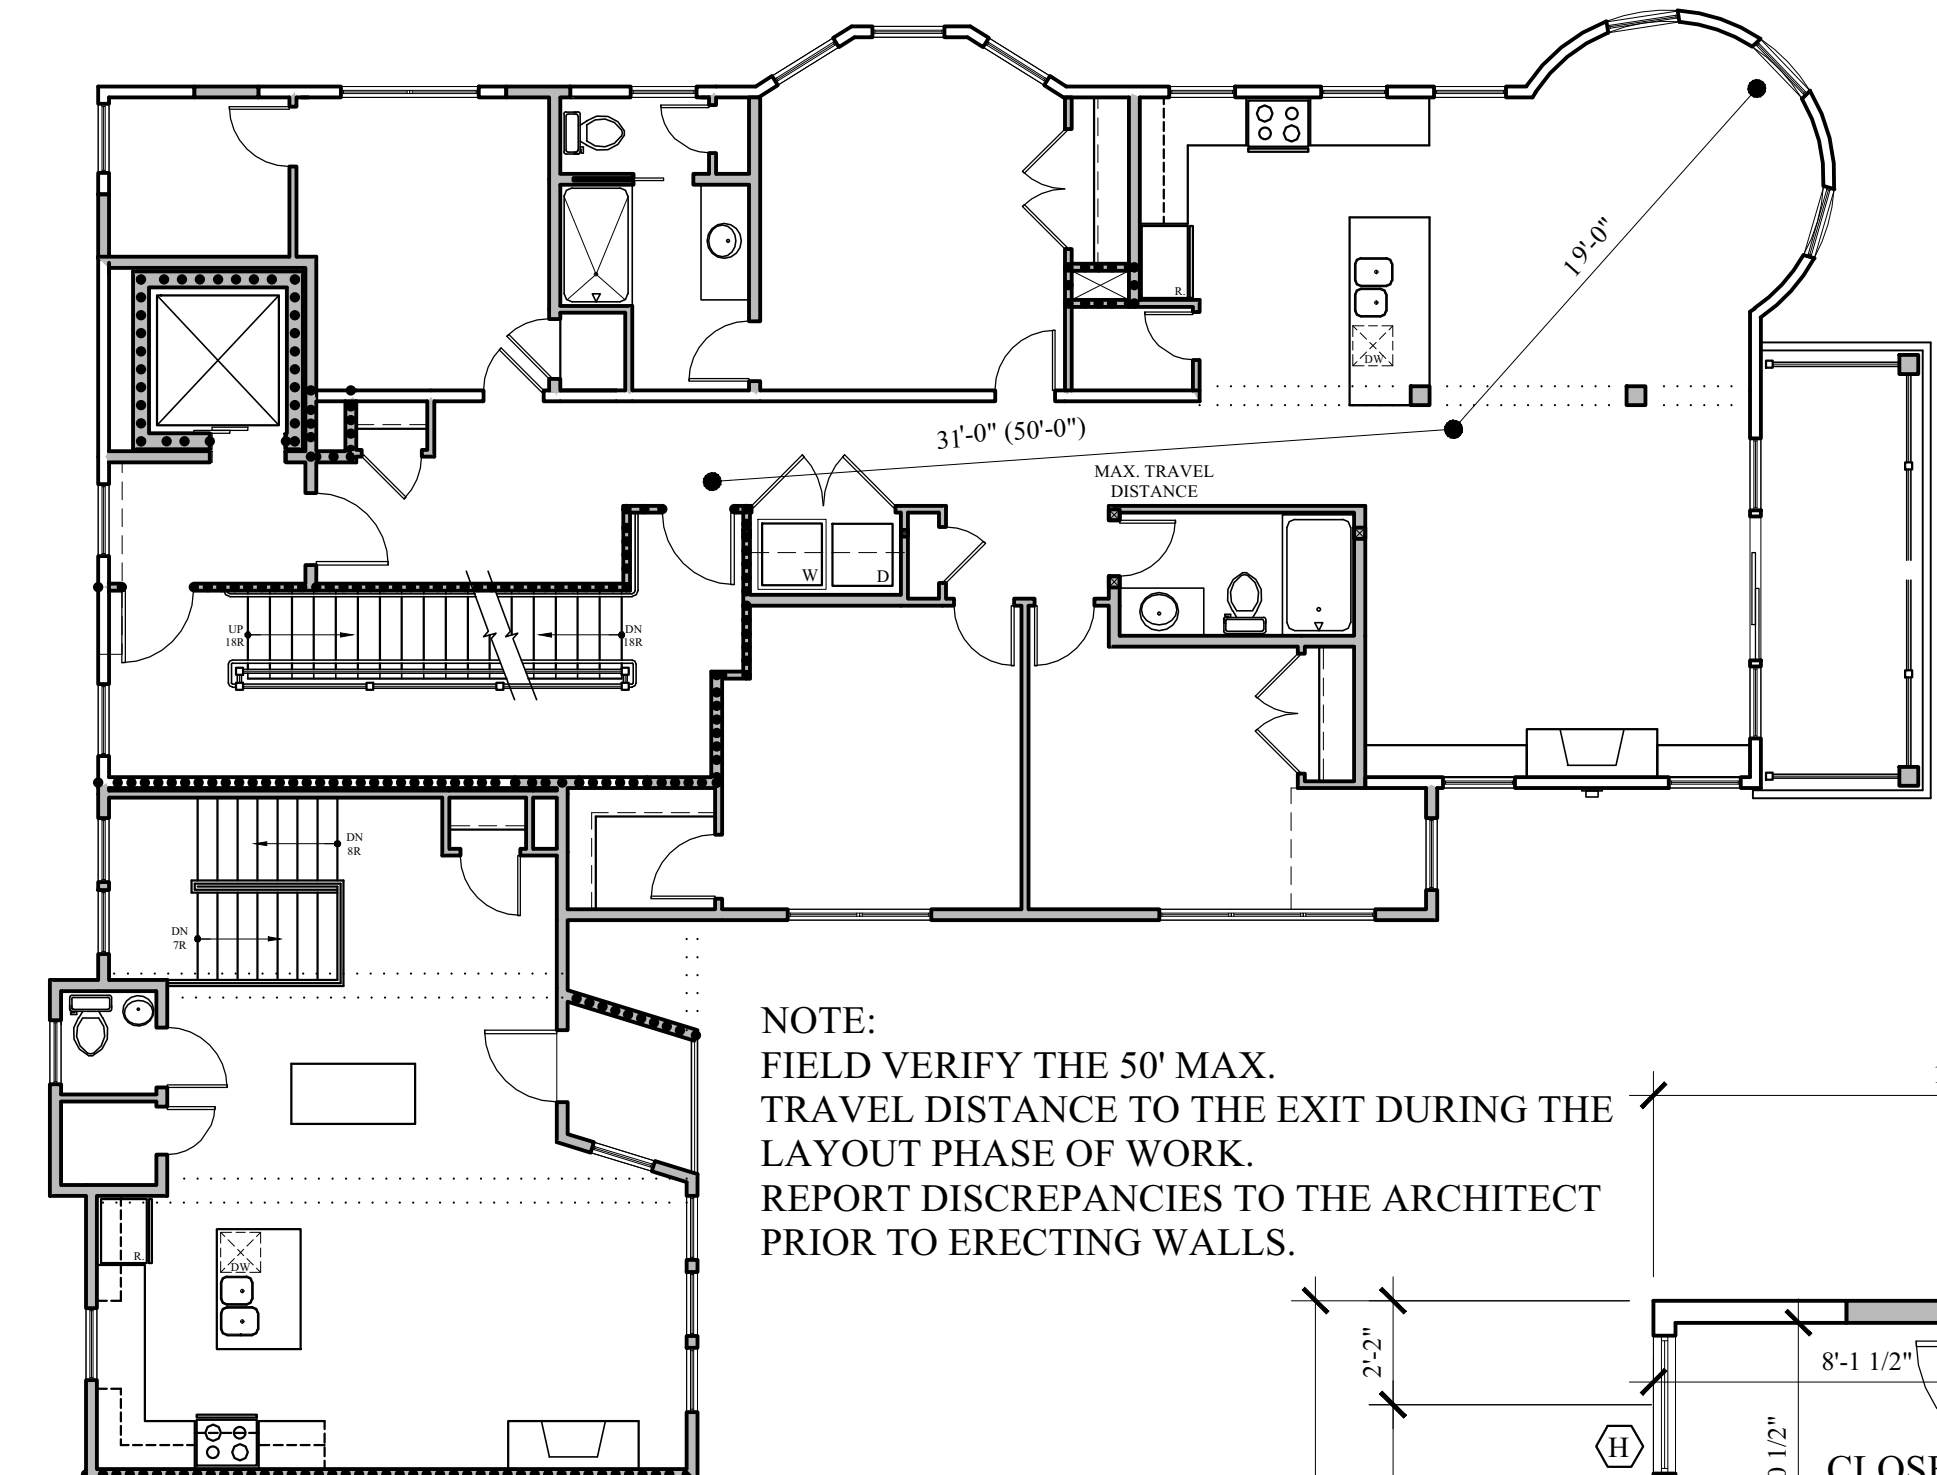 19'-0"
R.
DW
31'-0" (50'-0")
MAX. TRAVEL
DISTANCE
W
D
UP
18R
DN
18R
DN
8R
DN
7R
NOTE:
FIELD VERIFY THE 50' MAX.
TRAVEL DISTANCE TO THE EXIT DURING THE
LAYOUT PHASE OF WORK.
REPORT DISCREPANCIES TO THE ARCHITECT
PRIOR TO ERECTING WALLS.
R.
DW
2'-2"
8'-1 1/2"
H
1/2"